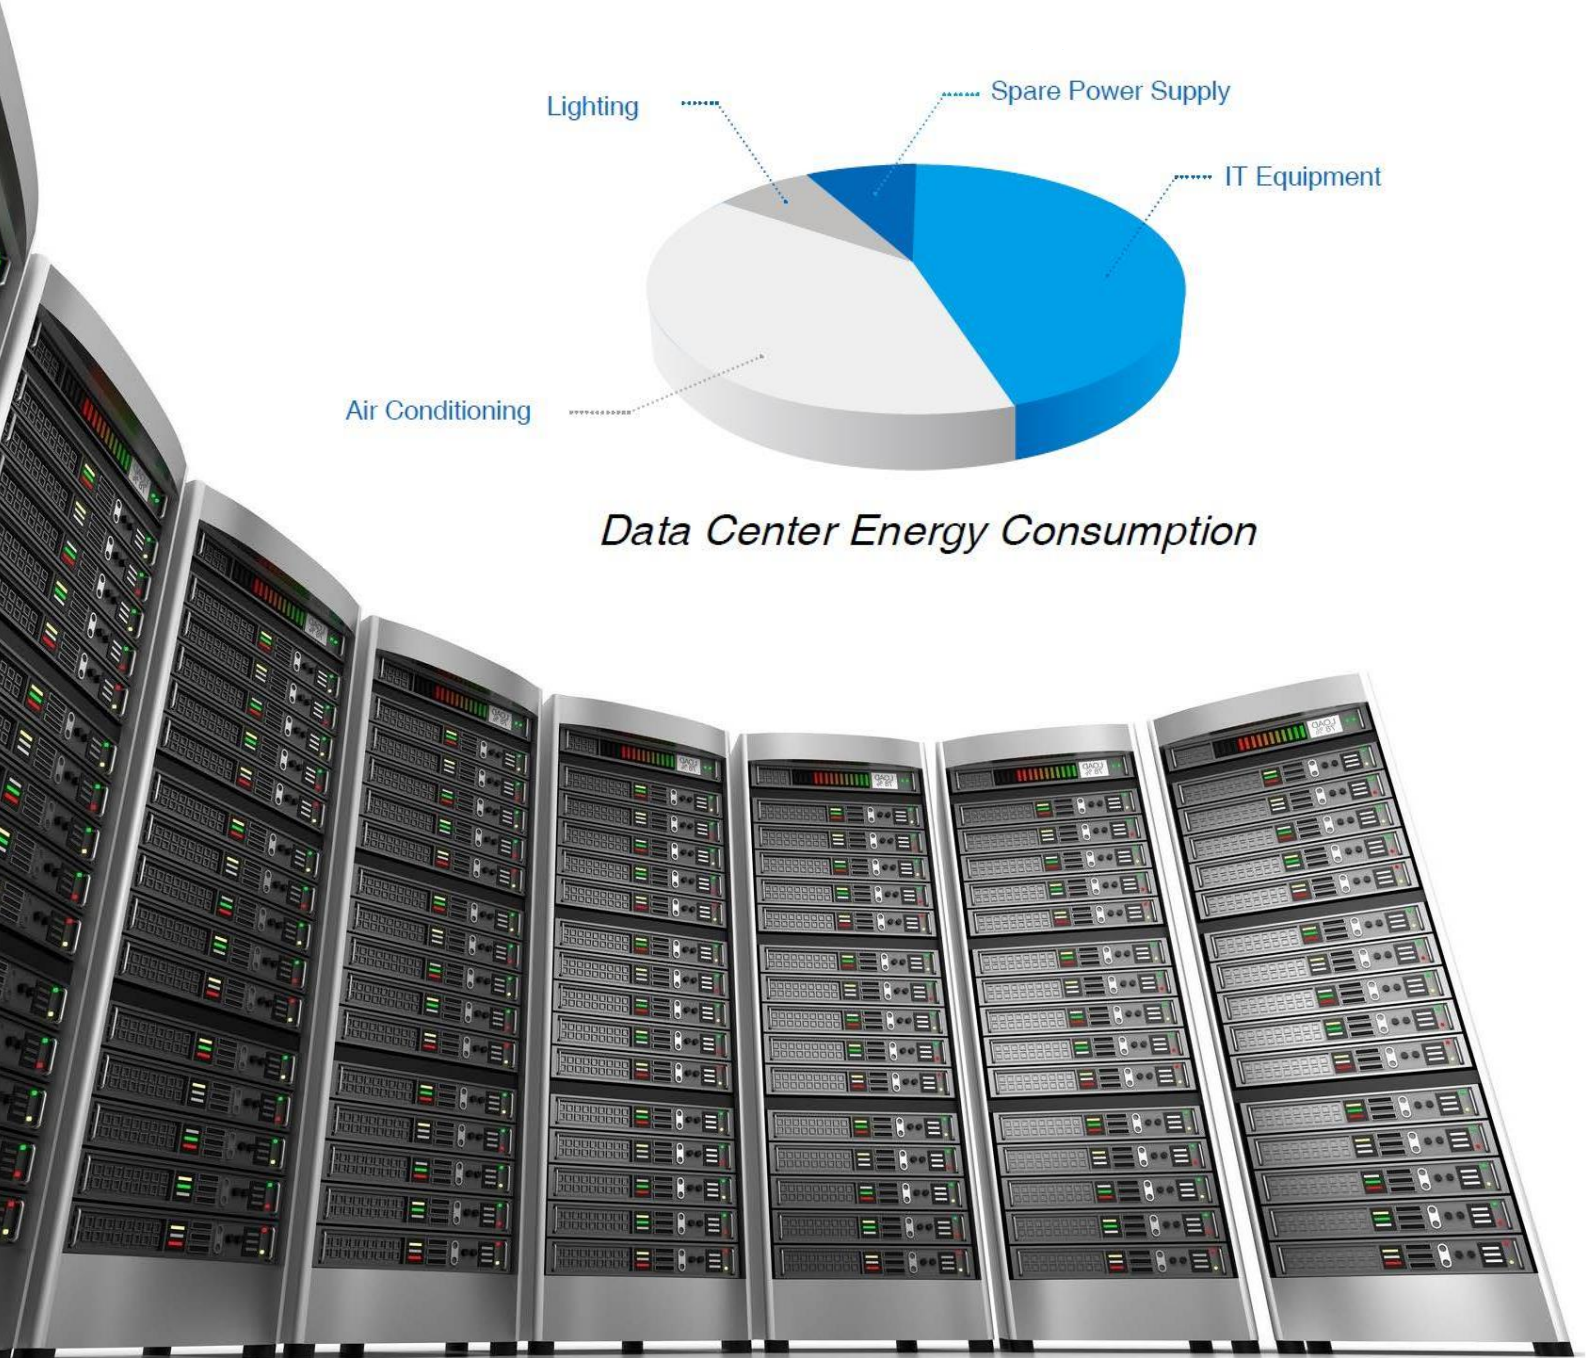 Lighting
Spare Power Supply
IT Equipment
Air Conditioning
Data Center Energy Consumption